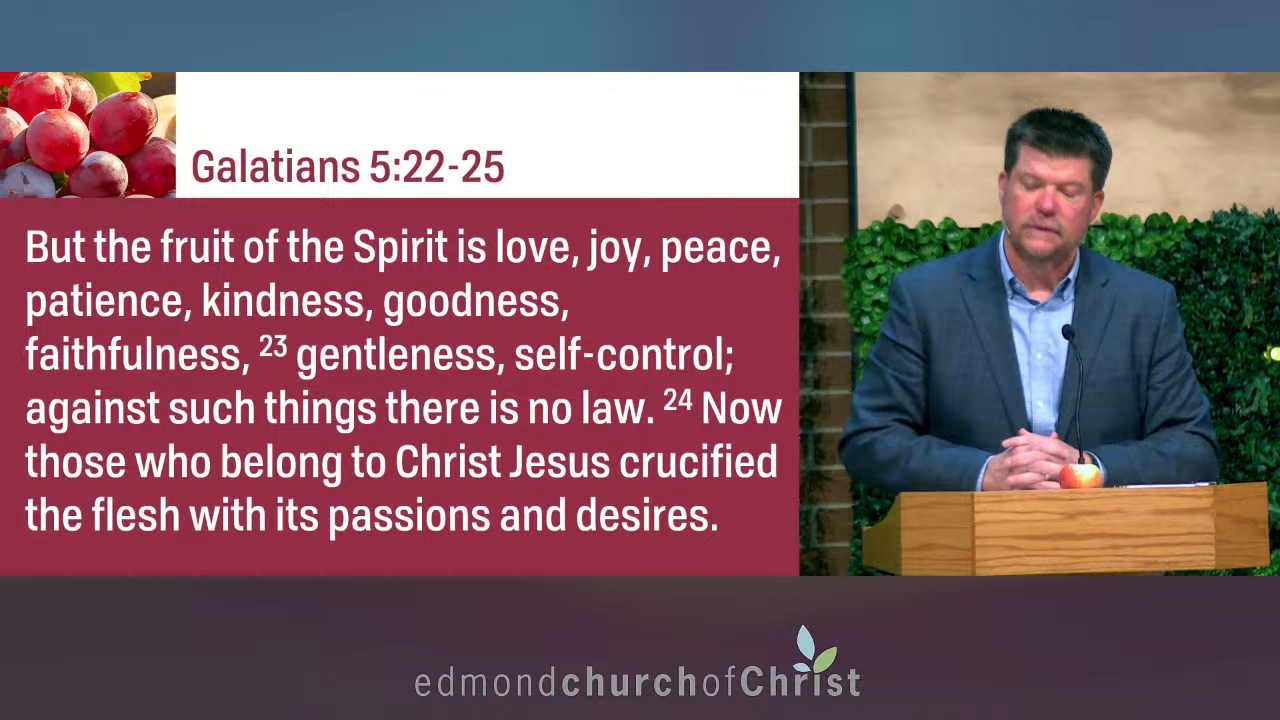 Galatians 5:22-25
But the fruit of the Spirit is love, joy, peace,
patience, kindness, goodness,
faithfulness, 23 gentleness, self-control;
against such things there is no law. 24 Now
those who belong to Christ Jesus crucified
the flesh with its passions and desires.
edmondchurchofChrist